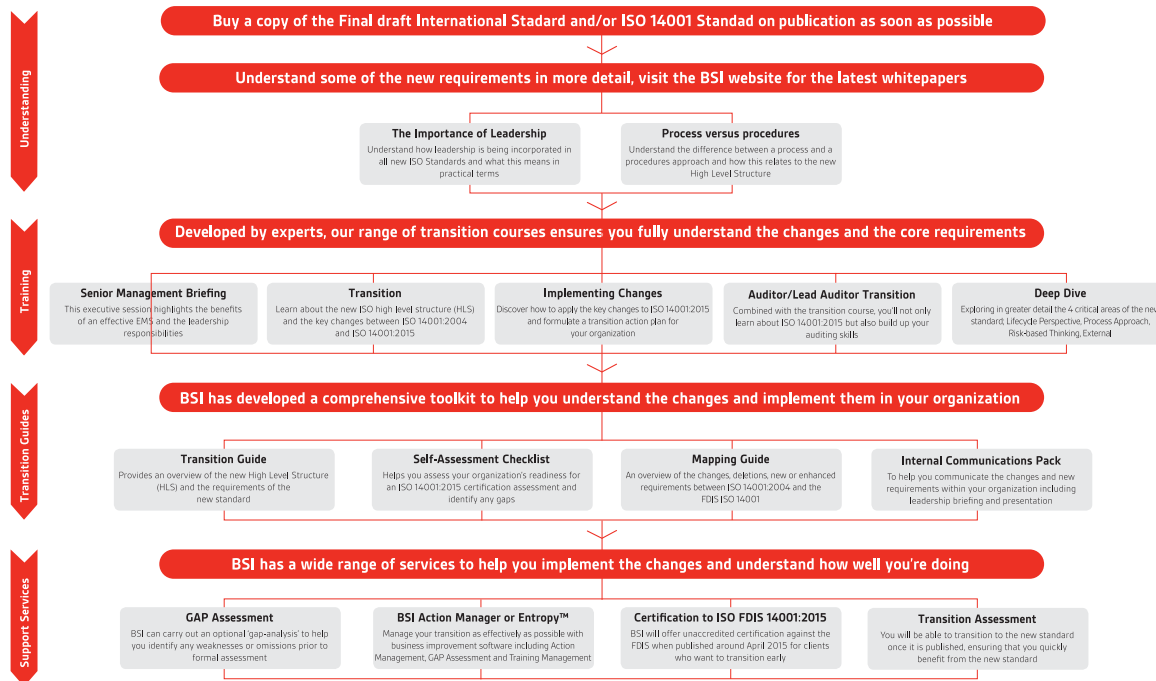 Understanding
Buy a copy of the Final draft International Stadard and/or ISO 14001 Standad on publication as soon as possible
Understand some of the new requirements in more detail, visit the BSI website for the latest whitepapers
The Importance of Leadership
Understand how leadership is being incorporated in
all new ISO Standards and what this means in
practical terms
Process versus procedures
Understand the difference between a process and a
procedures approach and how this relates to the new
High Level Structure
Training
Developed by experts, our range of transition courses ensures you fully understand the changes and the core requirements
Senior Management Briefing
This executive session highlights the benefits
of an effective EMS and the leadership
responsibilities
Transition
Learn about the new ISO high level structure (HLS)
and the key changes between ISO 14001:2004
and ISO 14001:2015
Implementing Changes
Discover how to apply the key changes to ISO 14001:2015
and formulate a transition action plan for
your organization
Auditor/Lead Auditor Transition
Combined with the transition course, you'll not only
learn about ISO 14001:2015 but also build up your
auditing skills
Deep Dive
Exploring in greater detail the 4 critical areas of the new
standard; Lifecycle Perspective, Process Approach,
Risk-based Thinking, External
Transition Guides
BSI has developed a comprehensive toolkit to help you understand the changes and implement them in your organization
Transition Guide
Provides an overview of the new High Level Structure
(HLS) and the requirements of the
new standard
Self-Assessment Checklist
Helps you assess your organization's readiness for
an ISO 14001:2015 certification assessment and
identify any gaps
Mapping Guide
An overview of the changes, deletions, new or enhanced
requirements between ISO 14001:2004 and the
FDIS ISO 14001
Internal Communications Pack
To help you communicate the changes and new
requirements within your organization including
leadership briefing and presentation
Support Services
BSI has a wide range of services to help you implement the changes and understand how well you're doing
GAP Assessment
BSI can carry out an optional 'gap-analysis' to help
you identify any weaknesses or omissions prior to
formal assessment
BSI Action Manager or Entropy™
Manage your transition as effectively as possible with
business improvement software including Action
Management, GAP Assessment and Training Management
Certification to ISO FDIS 14001:2015
BSI will offer unaccredited certification against the
FDIS when published around April 2015 for clients
who want to transition early
Transition Assessment
You will be able to transition to the new standard
once it is published, ensuring that you quickly
benefit from the new standard